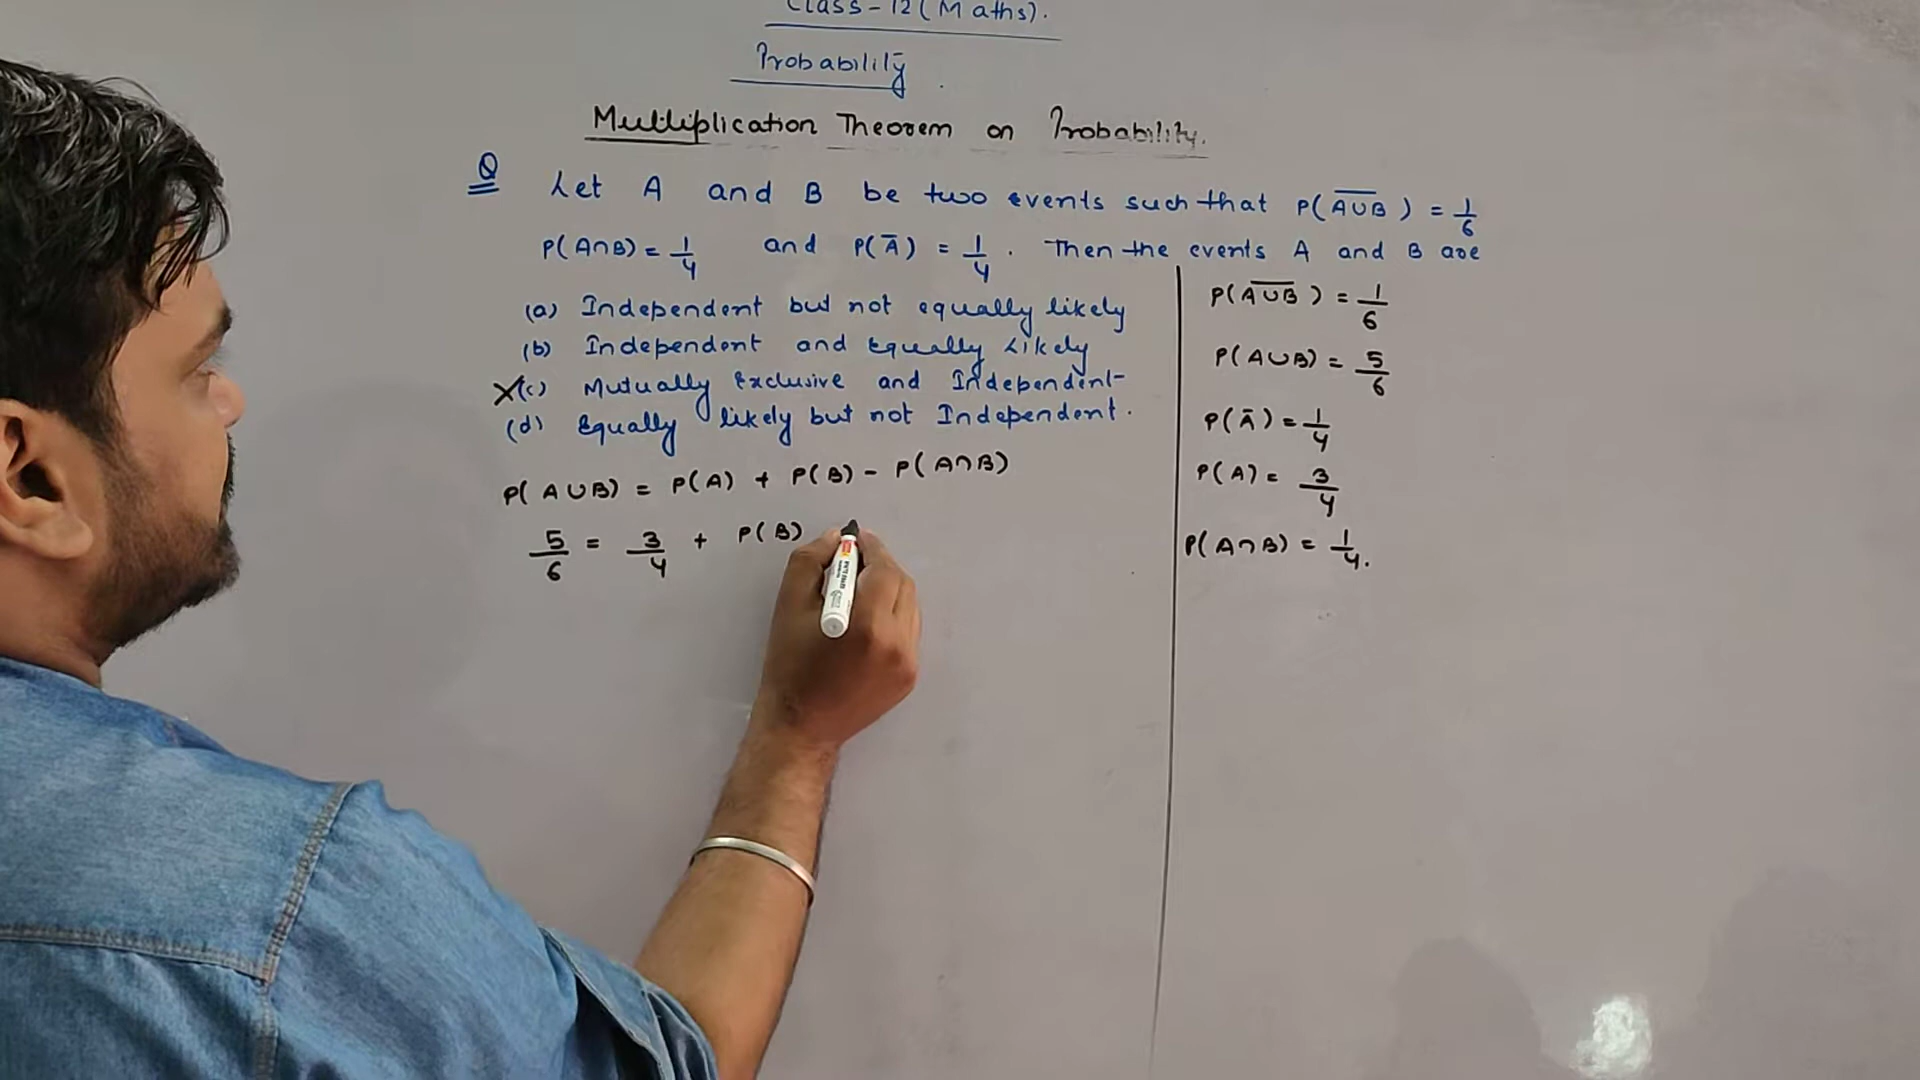 Class-12 (Maths).
Probability
Multiplication Theorem on Probability.
Q Let A and B be two events such that P(A̅∪̅B̅) = 1/6
P(A∩B) = 1/4 and P(Ā) = 1/4. Then the events A and B are
(a) Independent but not equally likely
(b) Independent and Equally Likely
X(c) Mutually Exclusive and Independent
(d) Equally likely but not Independent.
P(A∪B) = P(A) + P(B) - P(A∩B)
5/6 = 3/4 + P(B)
P(A̅∪̅B̅) = 1/6
P(A∪B) = 5/6
P(Ā) = 1/4
P(A) = 3/4
P(A∩B) = 1/4.